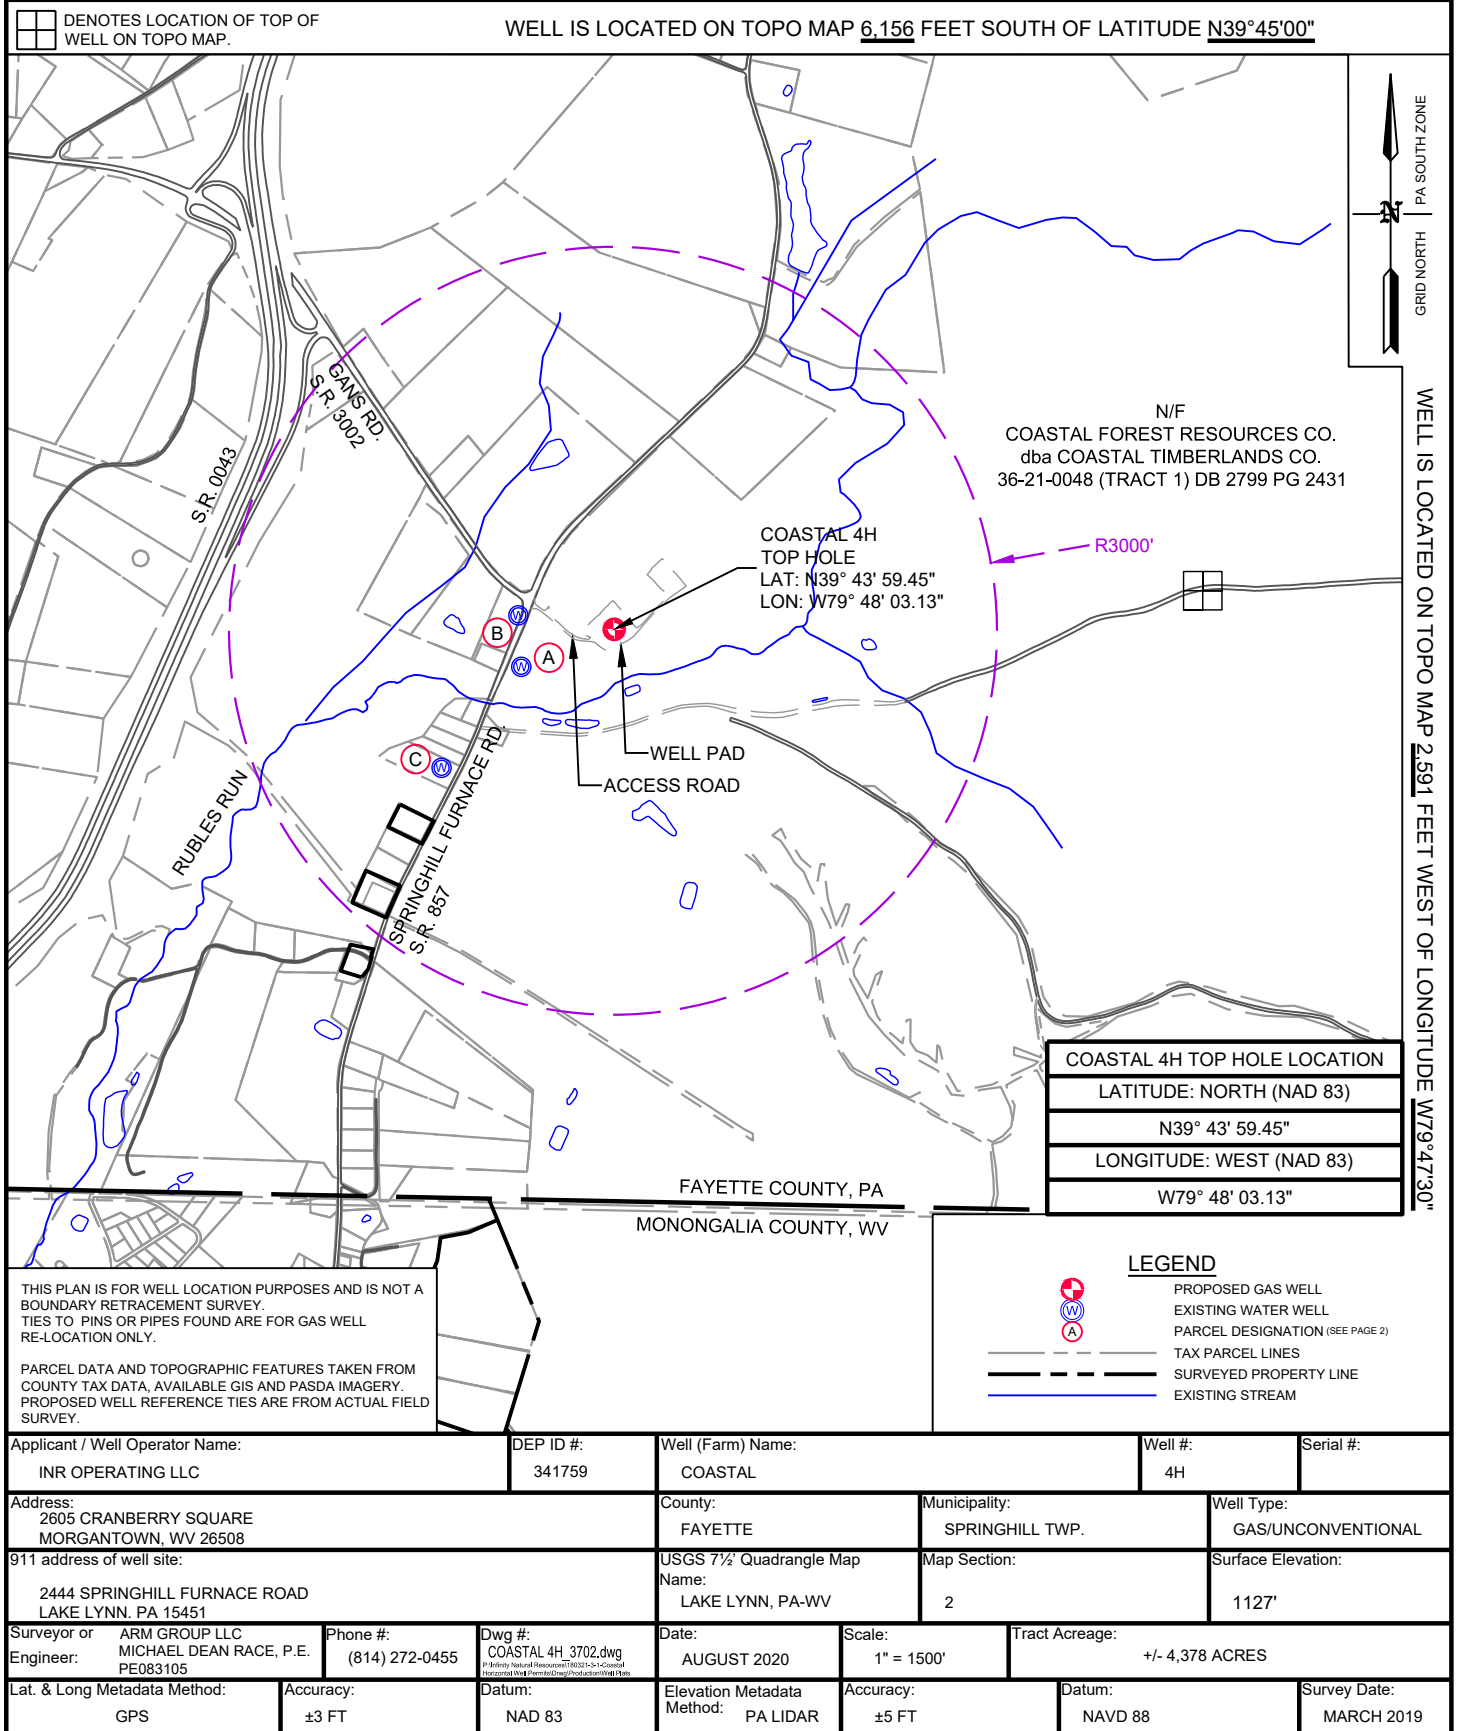 DENOTES LOCATION OF TOP OF
WELL ON TOPO MAP.
WELL IS LOCATED ON TOPO MAP 6,156 FEET SOUTH OF LATITUDE N39°45'00"
GRID NORTH PA SOUTH ZONE
N
WELL IS LOCATED ON TOPO MAP 2,591 FEET WEST OF LONGITUDE W79°47'30"
GANS RD.
S.R. 3002
S.R. 0043
N/F
COASTAL FOREST RESOURCES CO.
dba COASTAL TIMBERLANDS CO.
36-21-0048 (TRACT 1) DB 2799 PG 2431
COASTAL 4H
TOP HOLE
LAT: N39° 43' 59.45"
LON: W79° 48' 03.13"
R3000'
W
B
W
A
C
W
WELL PAD
ACCESS ROAD
RUBLES RUN
SPRINGHILL FURNACE RD.
S.R. 857
COASTAL 4H TOP HOLE LOCATION
LATITUDE: NORTH (NAD 83)
N39° 43' 59.45"
LONGITUDE: WEST (NAD 83)
W79° 48' 03.13"
FAYETTE COUNTY, PA
MONONGALIA COUNTY, WV
THIS PLAN IS FOR WELL LOCATION PURPOSES AND IS NOT A
BOUNDARY RETRACEMENT SURVEY.
TIES TO PINS OR PIPES FOUND ARE FOR GAS WELL
RE-LOCATION ONLY.
PARCEL DATA AND TOPOGRAPHIC FEATURES TAKEN FROM
COUNTY TAX DATA, AVAILABLE GIS AND PASDA IMAGERY.
PROPOSED WELL REFERENCE TIES ARE FROM ACTUAL FIELD
SURVEY.
LEGEND
PROPOSED GAS WELL
W EXISTING WATER WELL
A PARCEL DESIGNATION (SEE PAGE 2)
TAX PARCEL LINES
SURVEYED PROPERTY LINE
EXISTING STREAM
Applicant / Well Operator Name:
INR OPERATING LLC
DEP ID #:
341759
Well (Farm) Name:
COASTAL
Well #:
4H
Serial #:
Address:
2605 CRANBERRY SQUARE
MORGANTOWN, WV 26508
County:
FAYETTE
Municipality:
SPRINGHILL TWP.
Well Type:
GAS/UNCONVENTIONAL
911 address of well site:
2444 SPRINGHILL FURNACE ROAD
LAKE LYNN. PA 15451
USGS 7½' Quadrangle Map
Name:
LAKE LYNN, PA-WV
Map Section:
2
Surface Elevation:
1127'
Surveyor or
Engineer:
ARM GROUP LLC
MICHAEL DEAN RACE, P.E.
PE083105
Phone #:
(814) 272-0455
Dwg #:
COASTAL 4H_3702.dwg
P:\Infinity Natural Resources\180321-3-1-Coastal
Horizontal Well Permits\Dwg\Production\Well Plats
Date:
AUGUST 2020
Scale:
1" = 1500'
Tract Acreage:
+/- 4,378 ACRES
Lat. & Long Metadata Method:
GPS
Accuracy:
±3 FT
Datum:
NAD 83
Elevation Metadata
Method: PA LIDAR
Accuracy:
±5 FT
Datum:
NAVD 88
Survey Date:
MARCH 2019